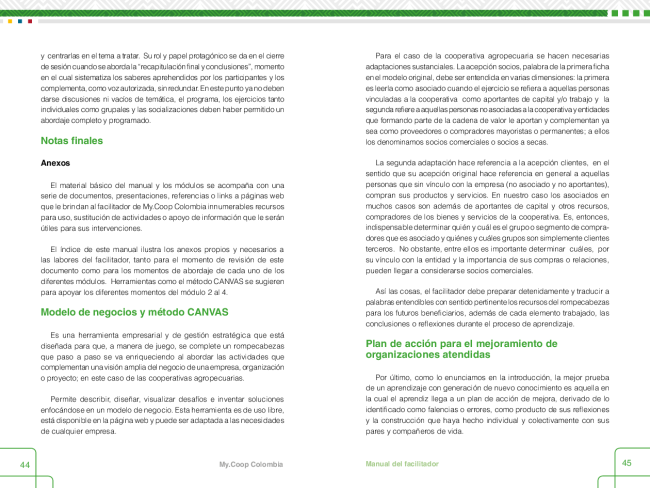 y centrarlas en el tema a tratar. Su rol y papel protagónico se da en el cierre
de sesión cuando se aborda la “recapitulación final y conclusiones”, momento
en el cual sistematiza los saberes aprehendidos por los participantes y los
complementa, como voz autorizada, sin redundar. En este punto ya no deben
darse discusiones ni vacíos de temática, el programa, los ejercicios tanto
individuales como grupales y las socializaciones deben haber permitido un
abordaje completo y programado.
Notas finales
Anexos
El material básico del manual y los módulos se acompaña con una
serie de documentos, presentaciones, referencias o links a páginas web
que le brindan al facilitador de My.Coop Colombia innumerables recursos
para uso, sustitución de actividades o apoyo de información que le serán
útiles para sus intervenciones.
El índice de este manual ilustra los anexos propios y necesarios a
las labores del facilitador, tanto para el momento de revisión de este
documento como para los momentos de abordaje de cada uno de los
diferentes módulos. Herramientas como el método CANVAS se sugieren
para apoyar los diferentes momentos del módulo 2 al 4.
Modelo de negocios y método CANVAS
Es una herramienta empresarial y de gestión estratégica que está
diseñada para que, a manera de juego, se complete un rompecabezas
que paso a paso se va enriqueciendo al abordar las actividades que
complementan una visión amplia del negocio de una empresa, organización
o proyecto; en este caso de las cooperativas agropecuarias.
Permite describir, diseñar, visualizar desafíos e inventar soluciones
enfocándose en un modelo de negocio. Esta herramienta es de uso libre,
está disponible en la página web y puede ser adaptada a las necesidades
de cualquier empresa.
44
My.Coop Colombia
Para el caso de la cooperativa agropecuaria se hacen necesarias
adaptaciones sustanciales. La acepción socios, palabra de la primera ficha
en el modelo original, debe ser entendida en varias dimensiones: la primera
es leerla como asociado cuando el ejercicio se refiera a aquellas personas
vinculadas a la cooperativa como aportantes de capital y/o trabajo y la
segunda refiere a aquellas personas no asociadas a la cooperativa y entidades
que formando parte de la cadena de valor le aportan y complementan ya
sea como proveedores o compradores mayoristas o permanentes; a ellos
los denominamos socios comerciales o socios a secas.
La segunda adaptación hace referencia a la acepción clientes, en el
sentido que su acepción original hace referencia en general a aquellas
personas que sin vínculo con la empresa (no asociado y no aportantes),
compran sus productos y servicios. En nuestro caso los asociados en
muchos casos son además de aportantes de capital y otros recursos,
compradores de los bienes y servicios de la cooperativa. Es, entonces,
indispensable determinar quién y cuál es el grupo o segmento de compra-
dores que es asociado y quiénes y cuáles grupos son simplemente clientes
terceros. No obstante, entre ellos es importante determinar cuáles, por
su vínculo con la entidad y la importancia de sus compras o relaciones,
pueden llegar a considerarse socios comerciales.
Así las cosas, el facilitador debe preparar detenidamente y traducir a
palabras entendibles con sentido pertinente los recursos del rompecabezas
para los futuros beneficiarios, además de cada elemento trabajado, las
conclusiones o reflexiones durante el proceso de aprendizaje.
Plan de acción para el mejoramiento de
organizaciones atendidas
Por último, como lo enunciamos en la introducción, la mejor prueba
de un aprendizaje con generación de nuevo conocimiento es aquella en
la cual el aprendiz llega a un plan de acción de mejora, derivado de lo
identificado como falencias o errores, como producto de sus reflexiones
y la construcción que haya hecho individual y colectivamente con sus
pares y compañeros de vida.
Manual del facilitador
45